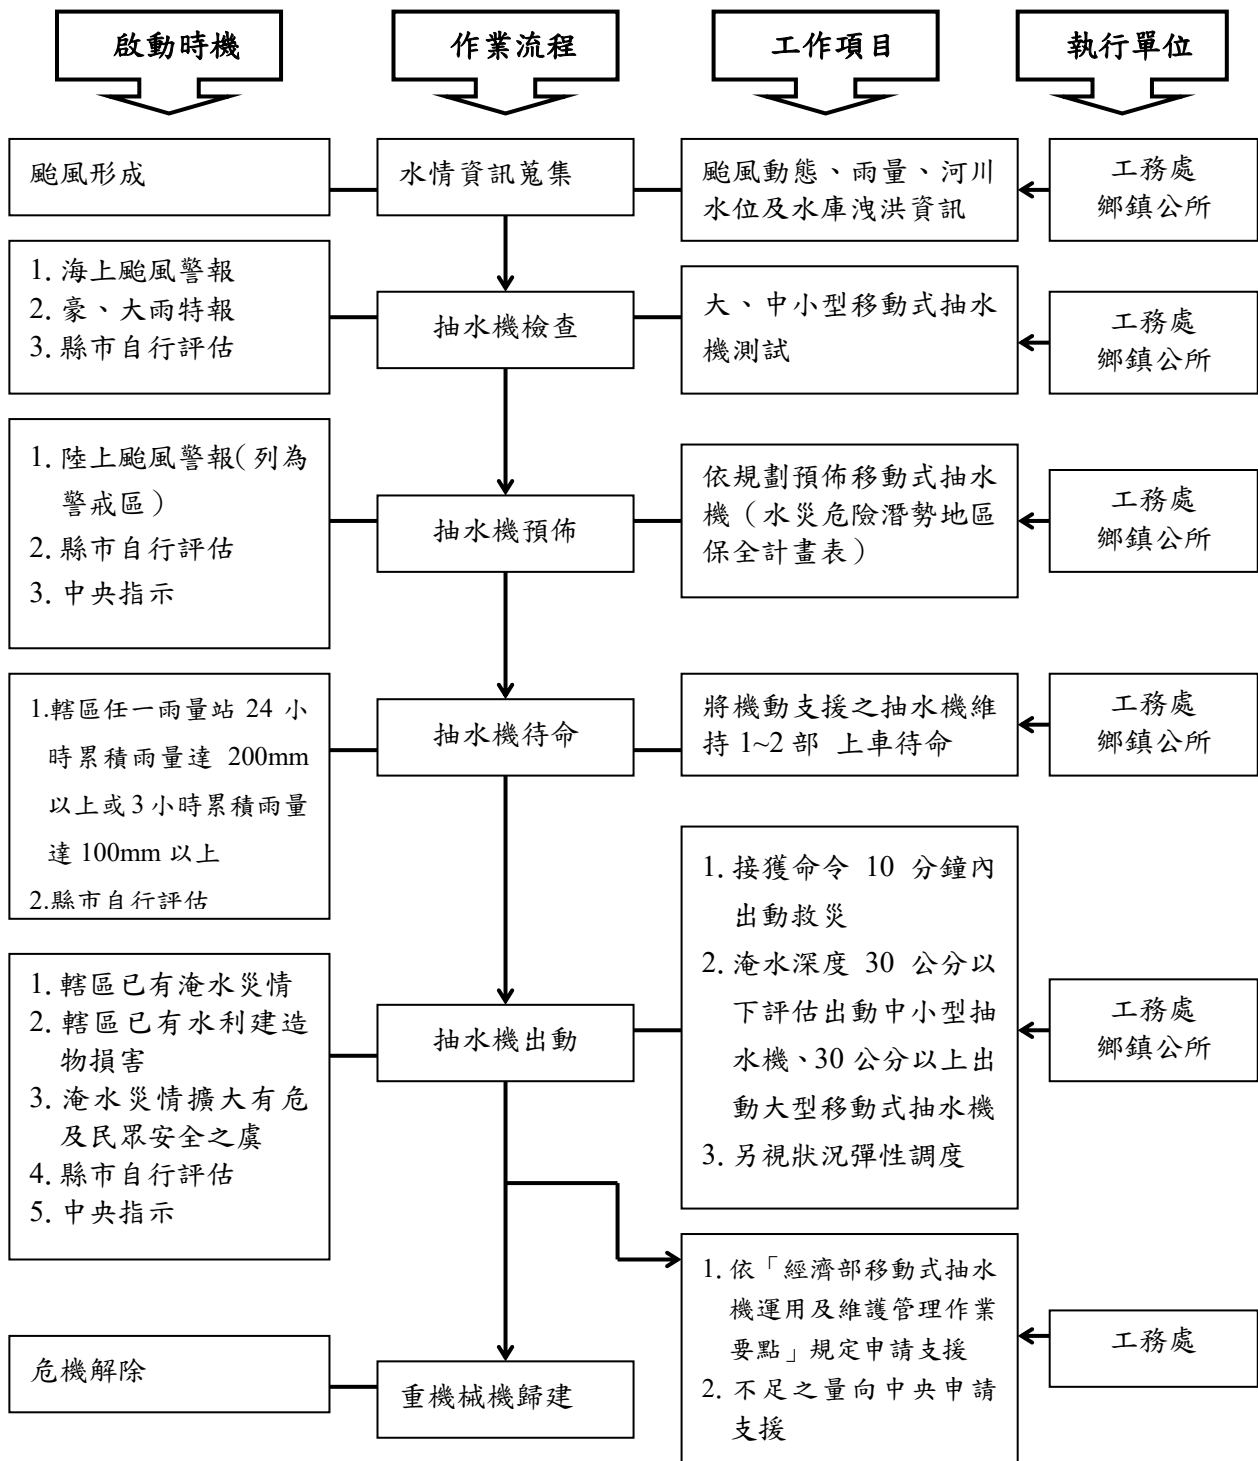 啟動時機
作業流程
工作項目
執行單位
颱風形成
水情資訊蒐集
颱風動態、雨量、河川
水位及水庫洩洪資訊
工務處
鄉鎮公所
1. 海上颱風警報
2. 豪、大雨特報
3. 縣市自行評估
抽水機檢查
大、中小型移動式抽水
機測試
工務處
鄉鎮公所
1. 陸上颱風警報(列為
警戒區)
2. 縣市自行評估
3. 中央指示
抽水機預佈
依規劃預佈移動式抽水
機(水災危險潛勢地區
保全計畫表)
工務處
鄉鎮公所
1.轄區任一雨量站 24 小
時累積雨量達 200mm
以上或3小時累積雨量
達 100mm 以上
2.縣市自行評估
抽水機待命
將機動支援之抽水機維
持 1~2 部 上車待命
工務處
鄉鎮公所
1. 轄區已有淹水災情
2. 轄區已有水利建造
物損害
3. 淹水災情擴大有危
及民眾安全之虞
4. 縣市自行評估
5. 中央指示
抽水機出動
1. 接獲命令 10 分鐘內
出動救災
2. 淹水深度 30 公分以
下評估出動中小型抽
水機、30 公分以上出
動大型移動式抽水機
3. 另視狀況彈性調度
工務處
鄉鎮公所
1. 依「經濟部移動式抽水
機運用及維護管理作業
要點」規定申請支援
2. 不足之量向中央申請
支援
工務處
危機解除
重機械機歸建